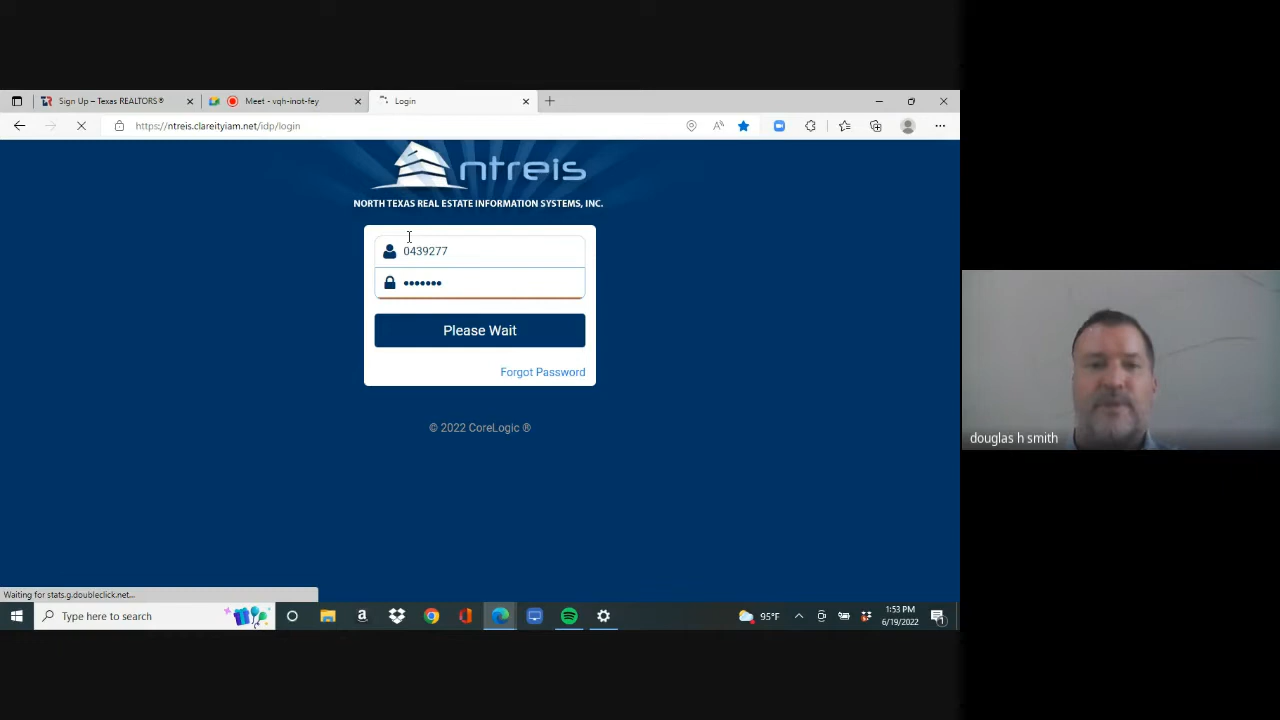 Sign Up – Texas REALTORS®
Meet - vqh-inot-fey
Login
https://ntreis.clareityiam.net/idp/login
ntreis
NORTH TEXAS REAL ESTATE INFORMATION SYSTEMS, INC.
0439277
•••••••
Please Wait
Forgot Password
© 2022 CoreLogic ®
douglas h smith
Waiting for stats.g.doubleclick.net...
Type here to search
95°F
1:53 PM
6/19/2022
1